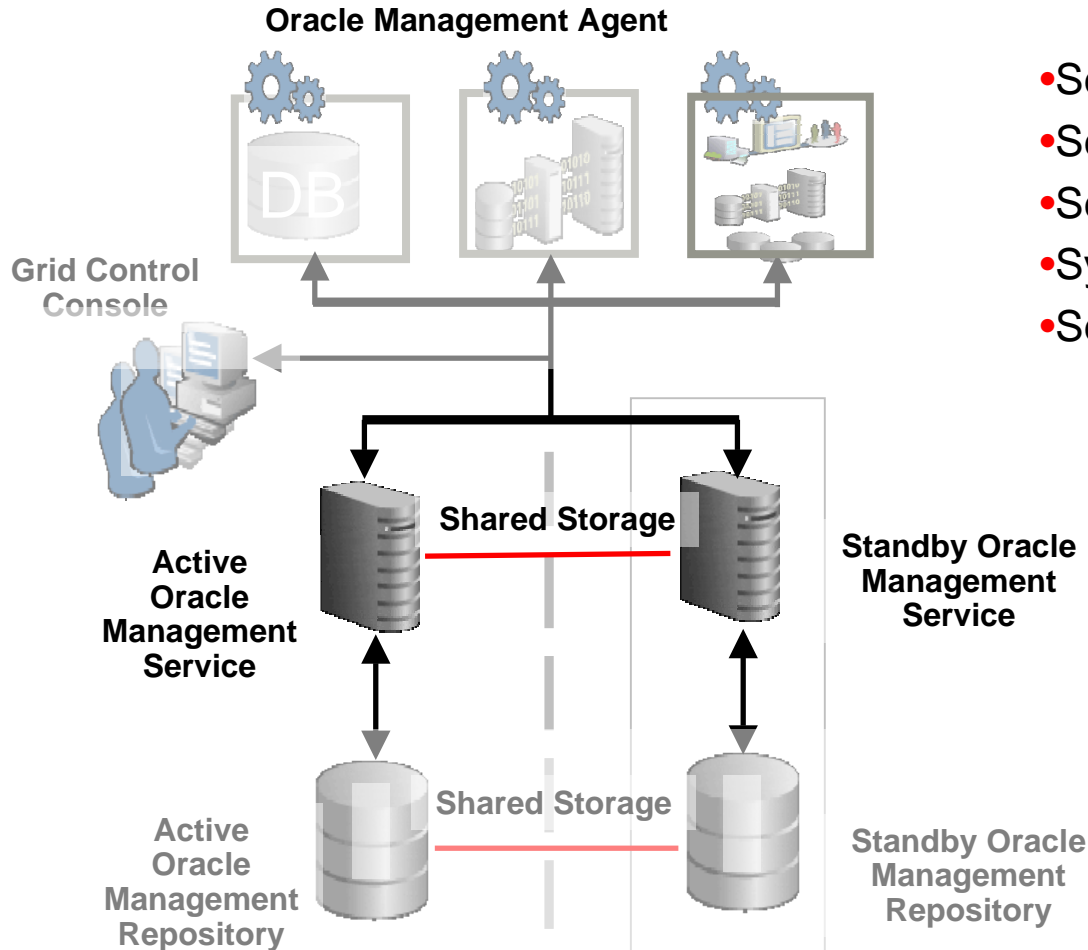 Oracle Management Agent
DB
Grid Control
Console
Shared Storage
Active
Oracle
Management
Service
Standby Oracle
Management
Service
Shared Storage
Active
Oracle
Management
Repository
Standby Oracle
Management
Repository